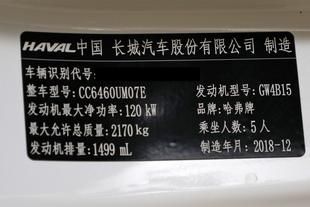 HAVAL 中国 长城汽车股份有限公司 制造
车辆识别代号:
整车型号: CC6460UM07E 发动机型号: GW4B15
发动机最大净功率: 120 kW 品牌: 哈弗牌
最大允许总质量: 2170kg 乘坐人数: 5 人
发动机排量: 1499 mL 制造年月: 2018-12